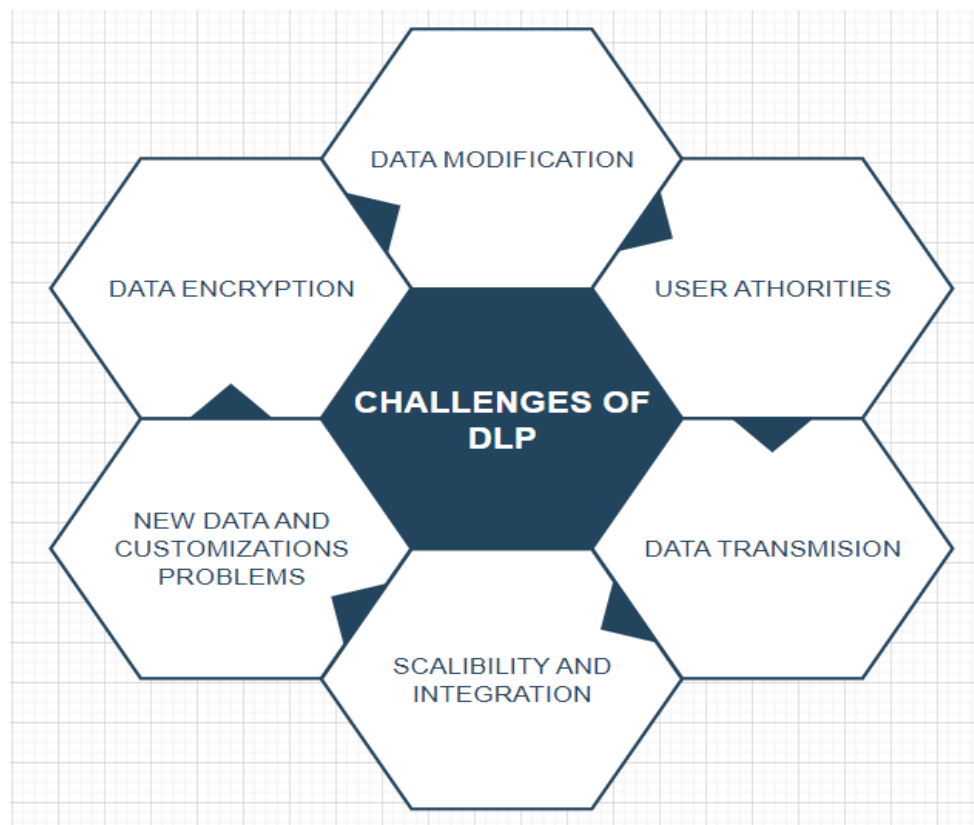 DATA MODIFICATION
DATA ENCRYPTION
USER ATHORITIES
CHALLENGES OF
DLP
NEW DATA AND
CUSTOMIZATIONS
PROBLEMS
DATA TRANSMISION
SCALIBILITY AND
INTEGRATION